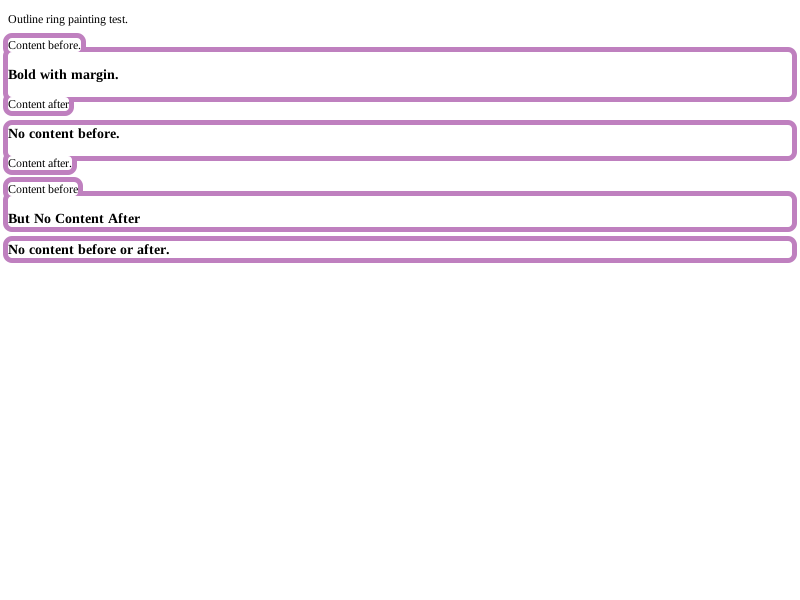 Outline ring painting test.
Content before.
Bold with margin.
Content after
No content before.
Content after.
Content before
But No Content After
No content before or after.